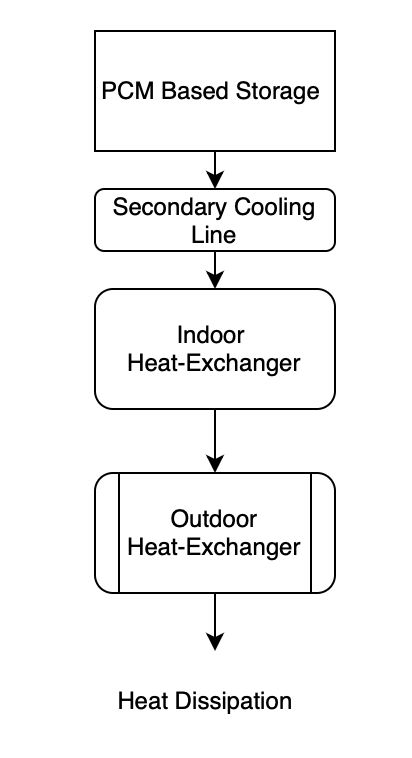 PCM Based Storage
Secondary Cooling
Line
Indoor
Heat-Exchanger
Outdoor
Heat-Exchanger
Heat Dissipation